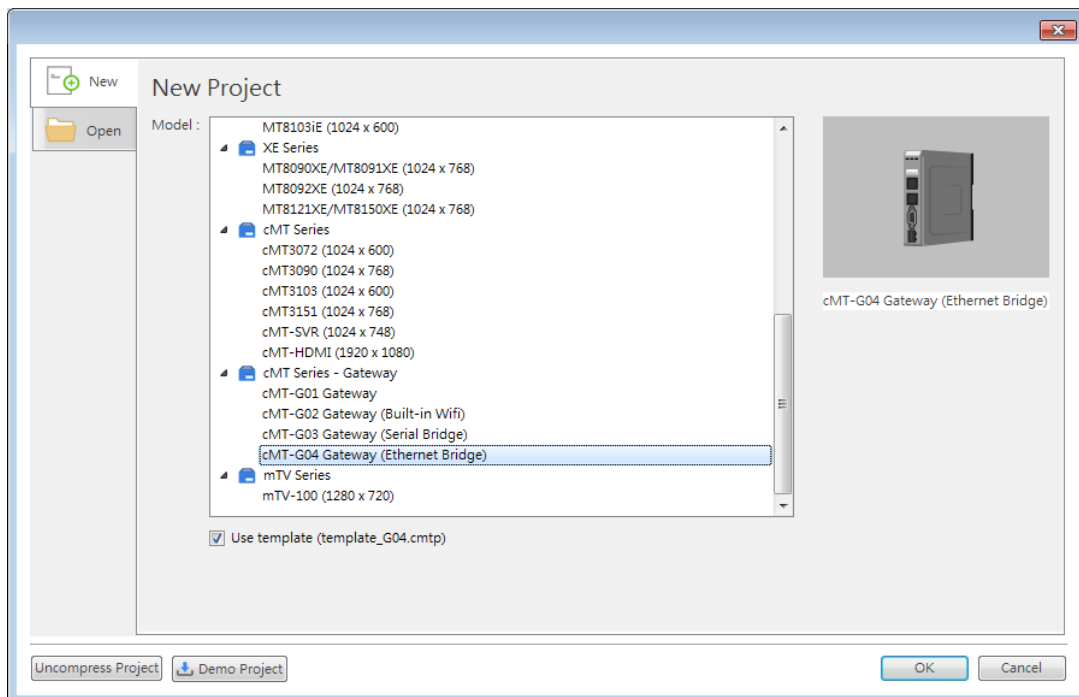 New
Open
New Project
Model :
MT8103iE (1024 x 600)
XE Series
MT8090XE/MT8091XE (1024 x 768)
MT8092XE (1024 x 768)
MT8121XE/MT8150XE (1024 x 768)
cMT Series
cMT3072 (1024 x 600)
cMT3090 (1024 x 768)
cMT3103 (1024 x 600)
cMT3151 (1024 x 768)
cMT-SVR (1024 x 748)
cMT-HDMI (1920 x 1080)
cMT Series - Gateway
cMT-G01 Gateway
cMT-G02 Gateway (Built-in Wifi)
cMT-G03 Gateway (Serial Bridge)
cMT-G04 Gateway (Ethernet Bridge)
mTV Series
mTV-100 (1280 x 720)
cMT-G04 Gateway (Ethernet Bridge)
Use template (template_G04.cmtp)
Uncompress Project
Demo Project
OK
Cancel